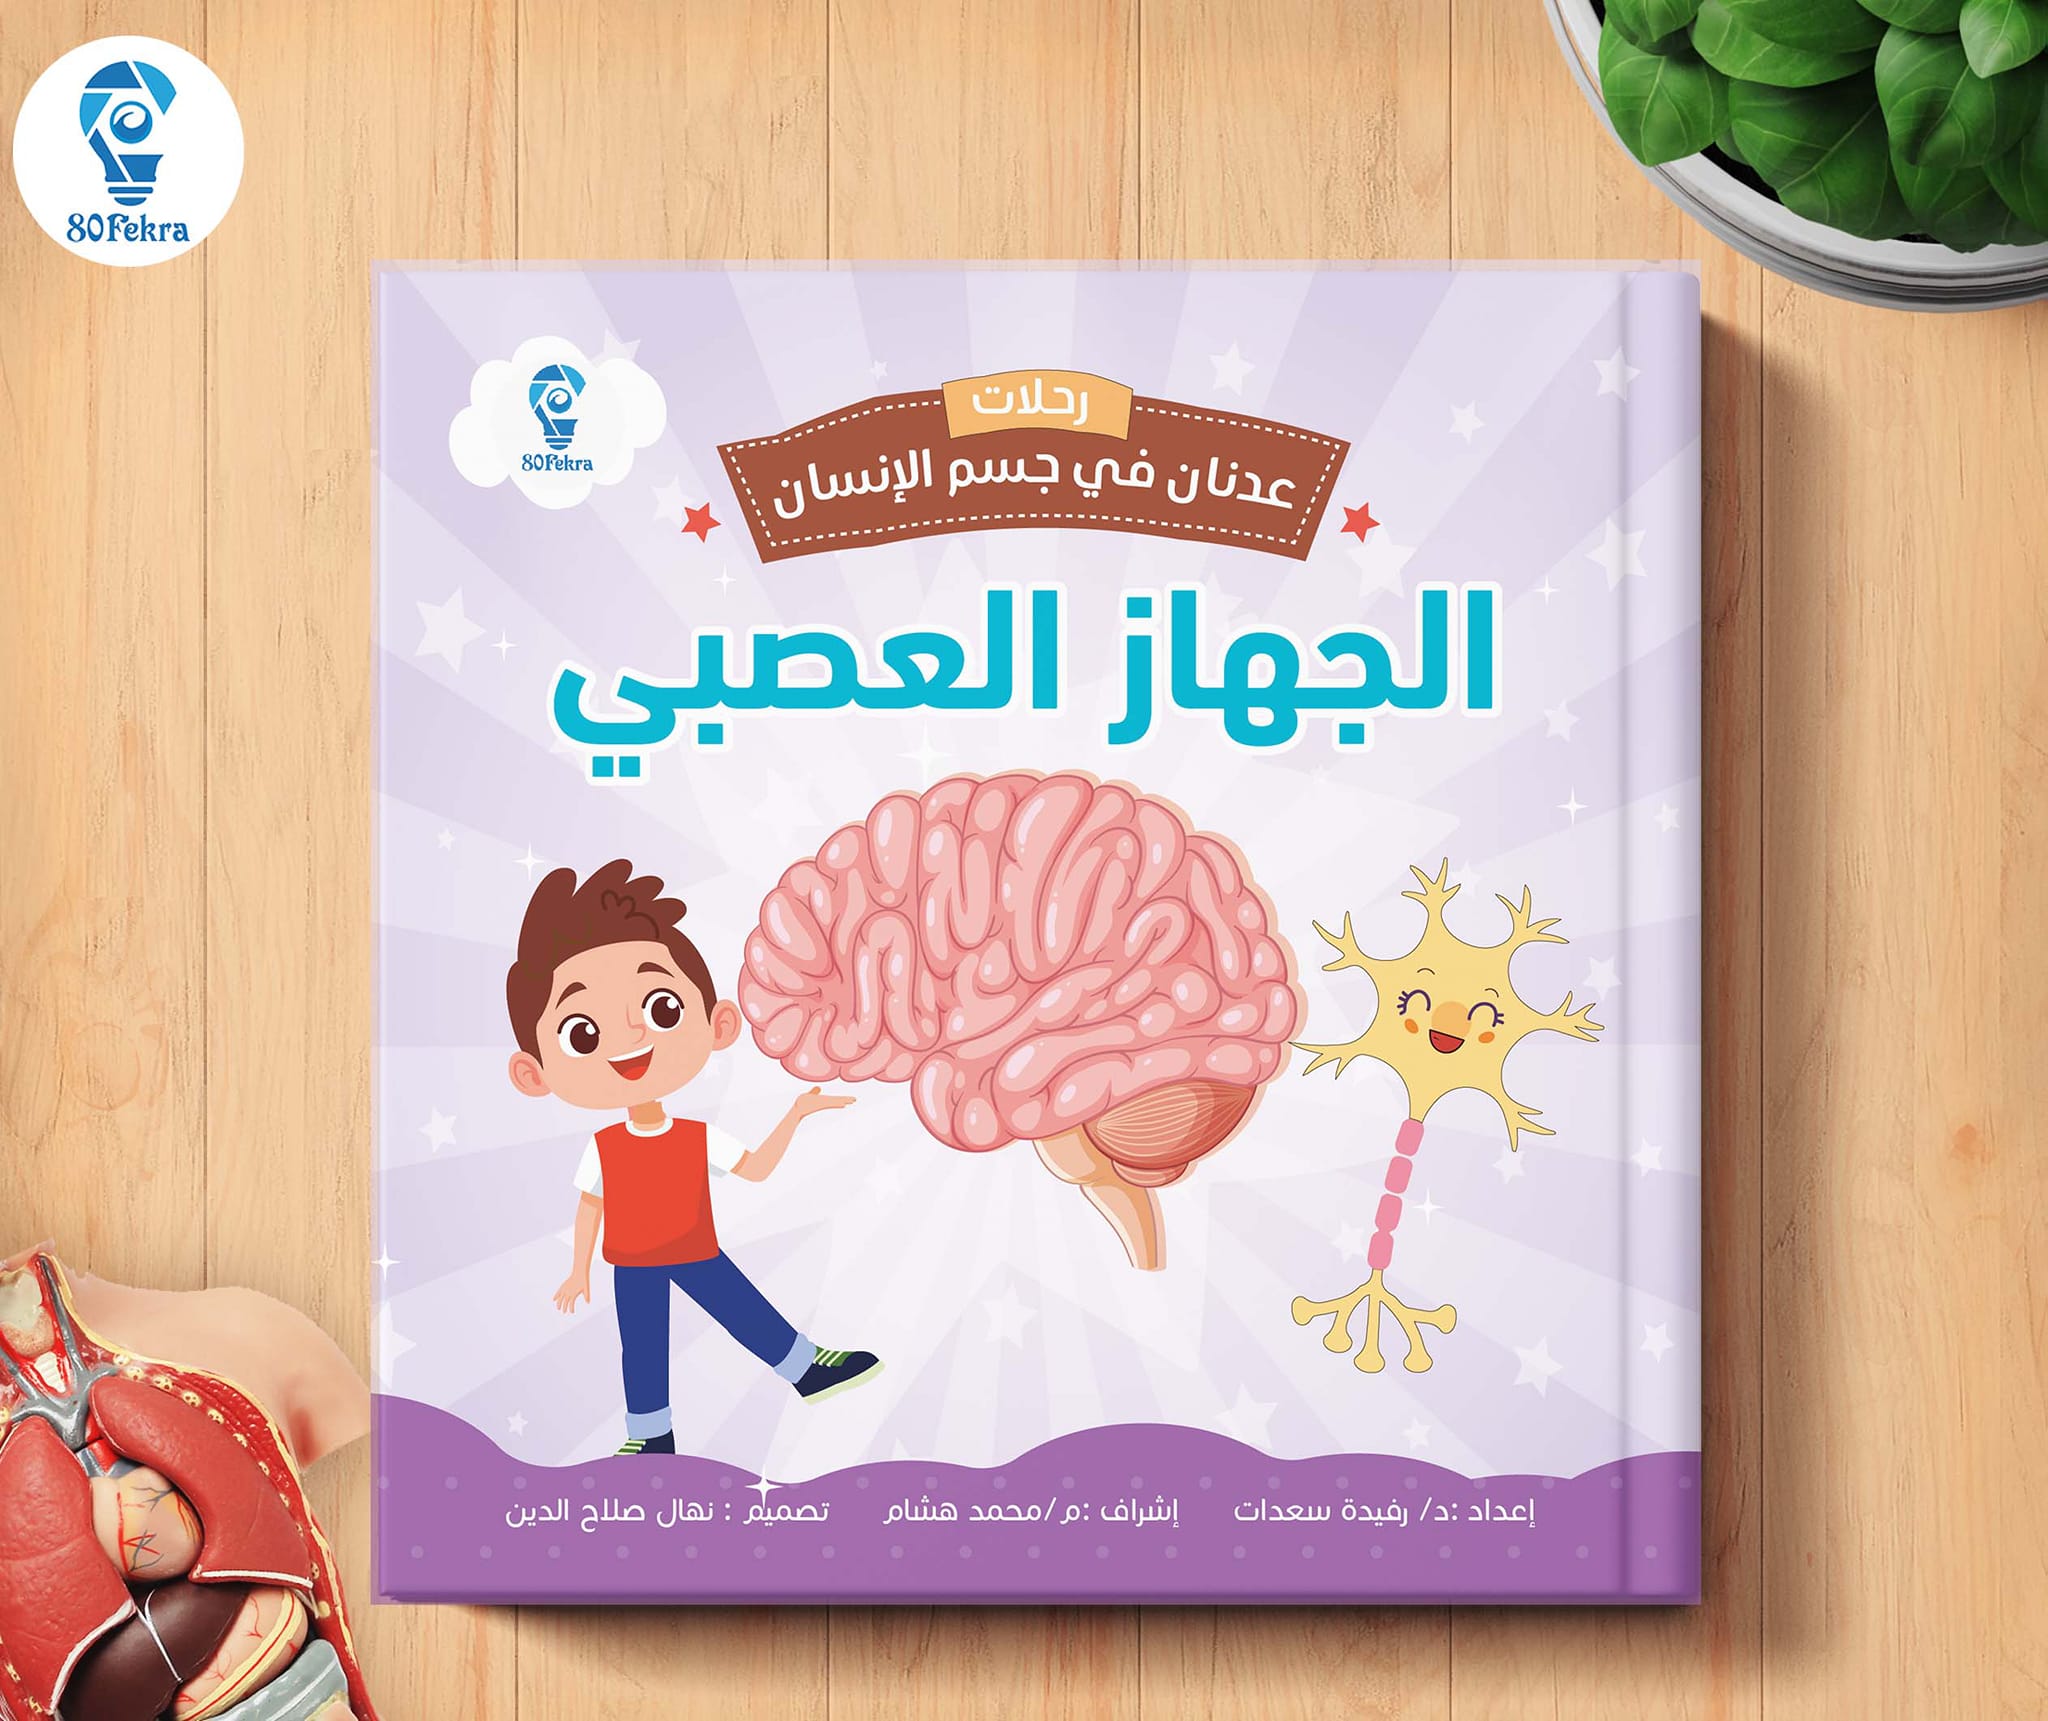 80Fekra
80Fekra
رحلات
عدنان في جسم الإنسان
الجهاز العصبي
إعداد :د/ رفيدة سعدات إشراف :م/محمد هشام تصميم : نهال صلاح الدين